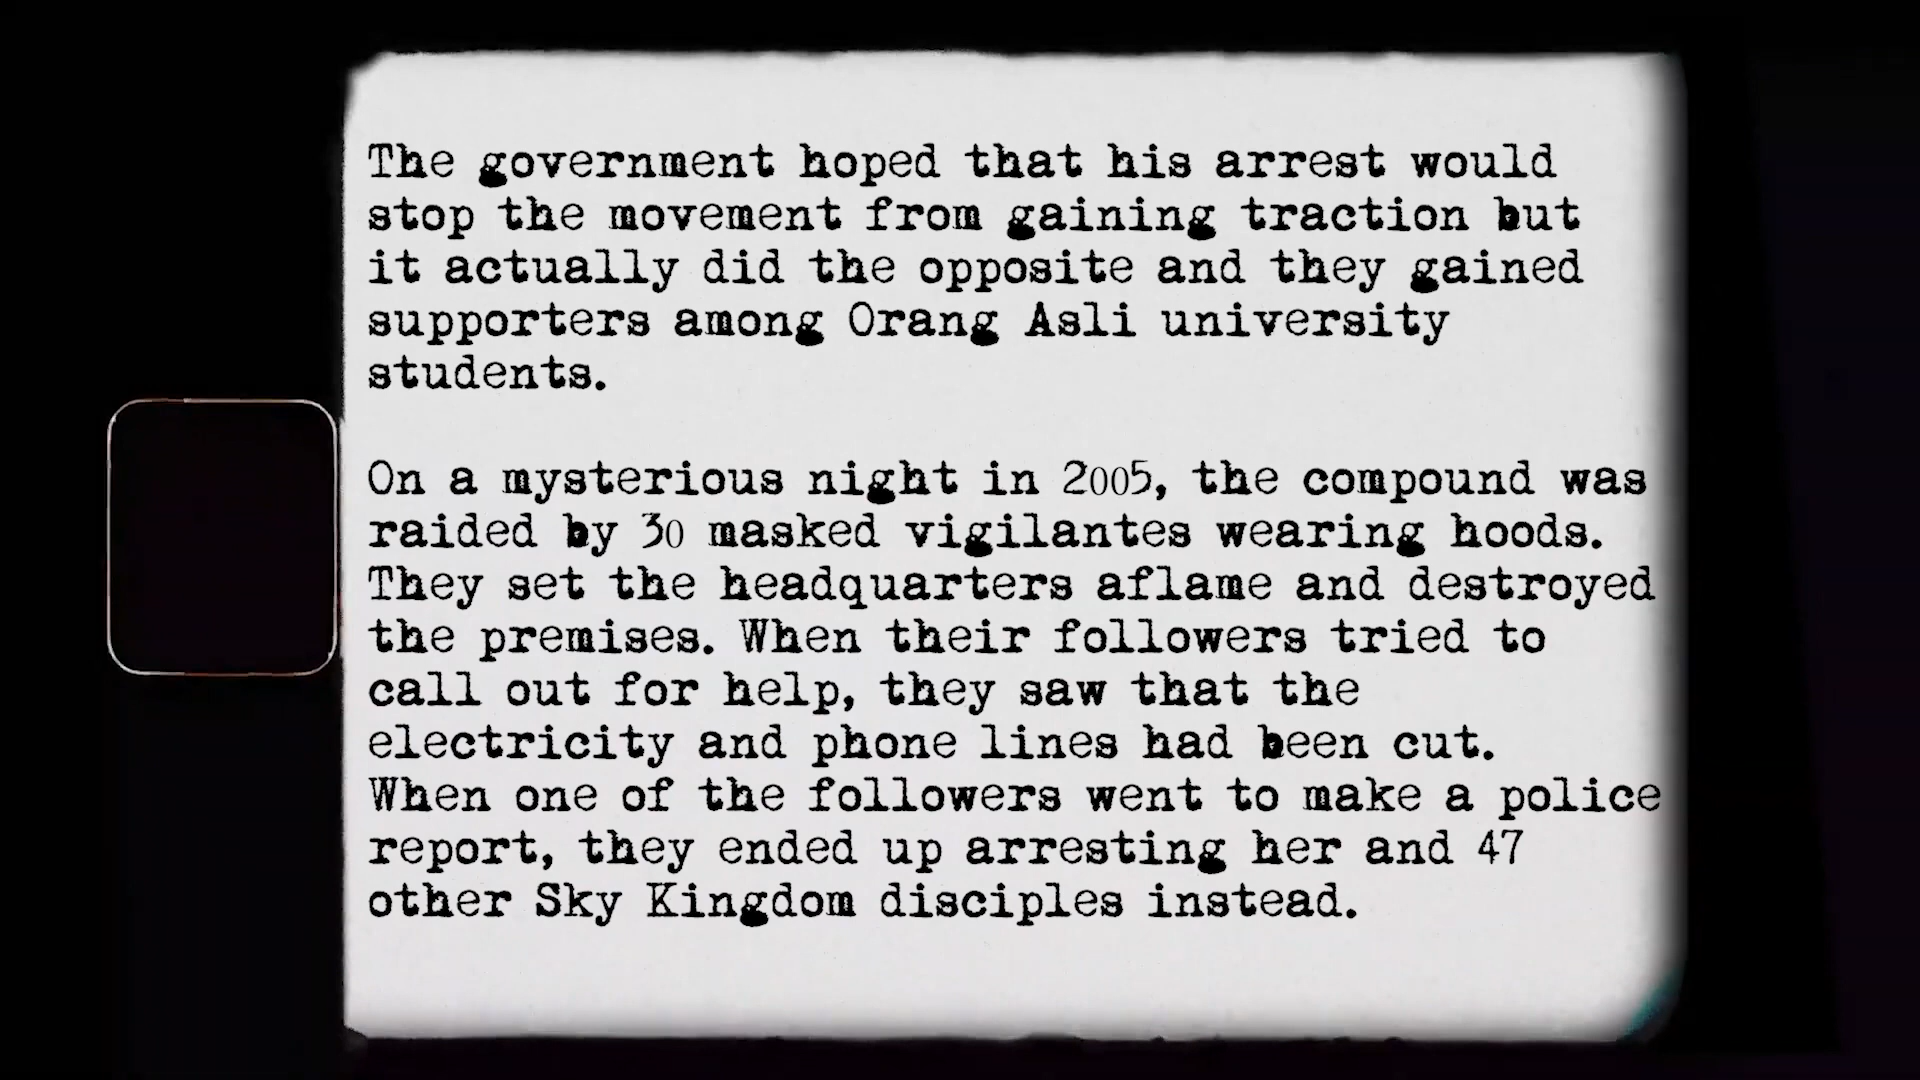 The government hoped that his arrest would
stop the movement from gaining traction but
it actually did the opposite and they gained
supporters among Orang Asli university
students.
On a mysterious night in 2005, the compound was
raided by 30 masked vigilantes wearing hoods.
They set the headquarters aflame and destroyed
the premises. When their followers tried to
call out for help, they saw that the
electricity and phone lines had been cut.
When one of the followers went to make a police
report, they ended up arresting her and 47
other Sky Kingdom disciples instead.